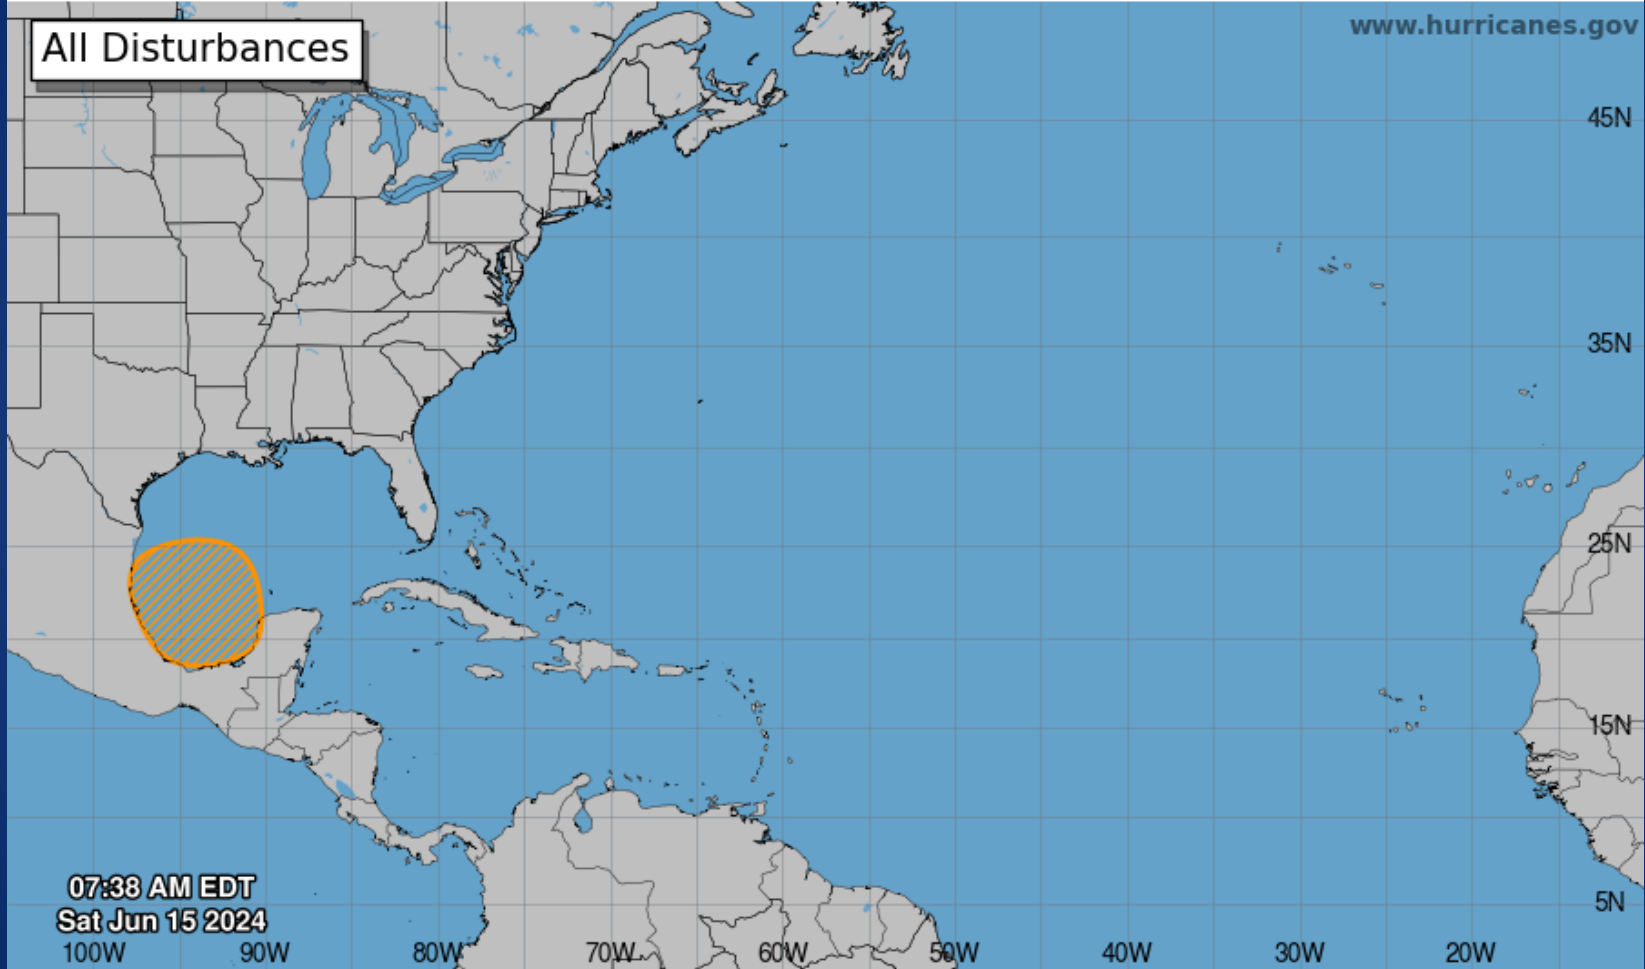 All Disturbances
www.hurricanes.gov
45N
35N
25N
15N
5N
07:38 AM EDT
Sat Jun 15 2024
100W 90W 80W 70W 60W 50W 40W 30W 20W